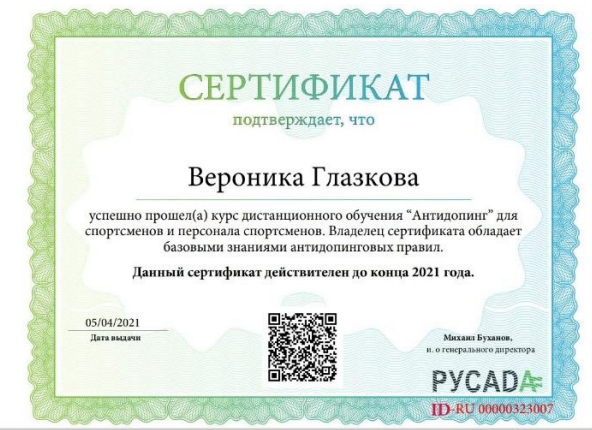 СЕРТИФИКАТ
подтверждает, что
Вероника Глазкова
успешно прошел(а) курс дистанционного обучения “Антидопинг” для
спортсменов и персонала спортсменов. Владелец сертификата обладает
базовыми знаниями антидопинговых правил.
Данный сертификат действителен до конца 2021 года.
05/04/2021
Дата выдачи
Михаил Буханов,
и. о генерального директора
РУСАДА
ID-RU 00000323007